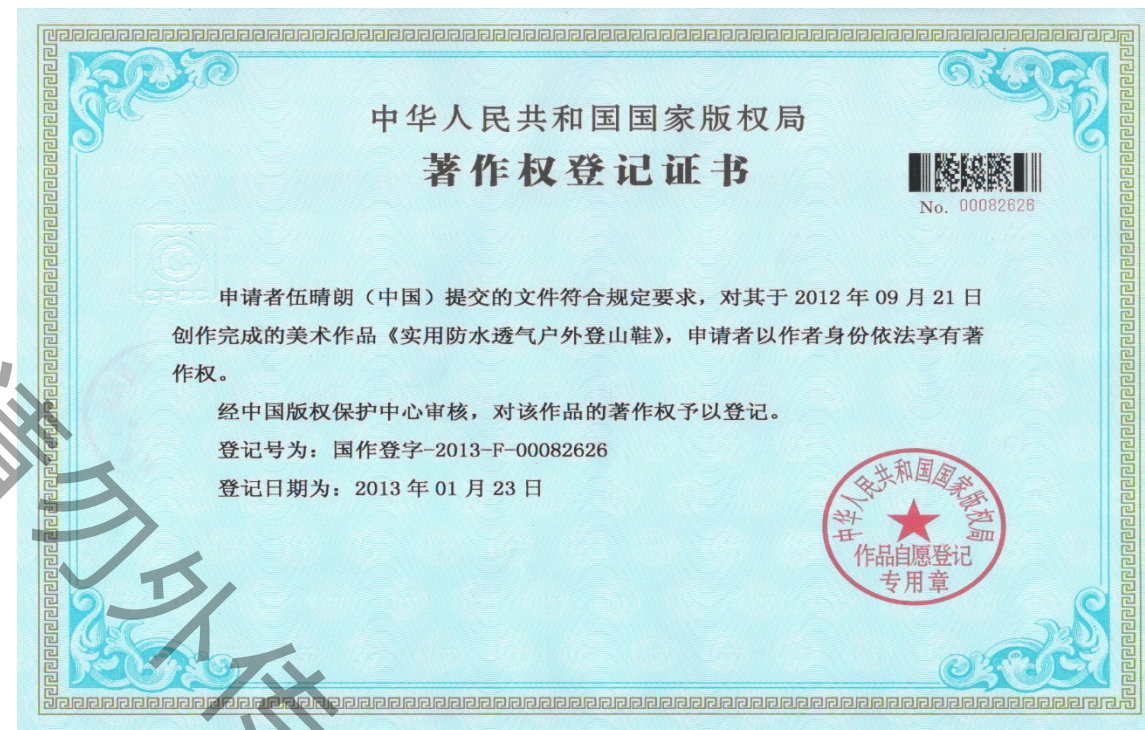 中华人民共和国国家版权局
著作权登记证书
No. 00082626
申请者伍晴朗（中国）提交的文件符合规定要求，对其于 2012 年 09 月 21 日
创作完成的美术作品《实用防水透气户外登山鞋》，申请者以作者身份依法享有著
作权。
经中国版权保护中心审核，对该作品的著作权予以登记。
登记号为：国作登字-2013-F-00082626
登记日期为：2013 年 01 月 23 日
中华人民共和国国家版权局
作品自愿登记
专用章
请勿外传